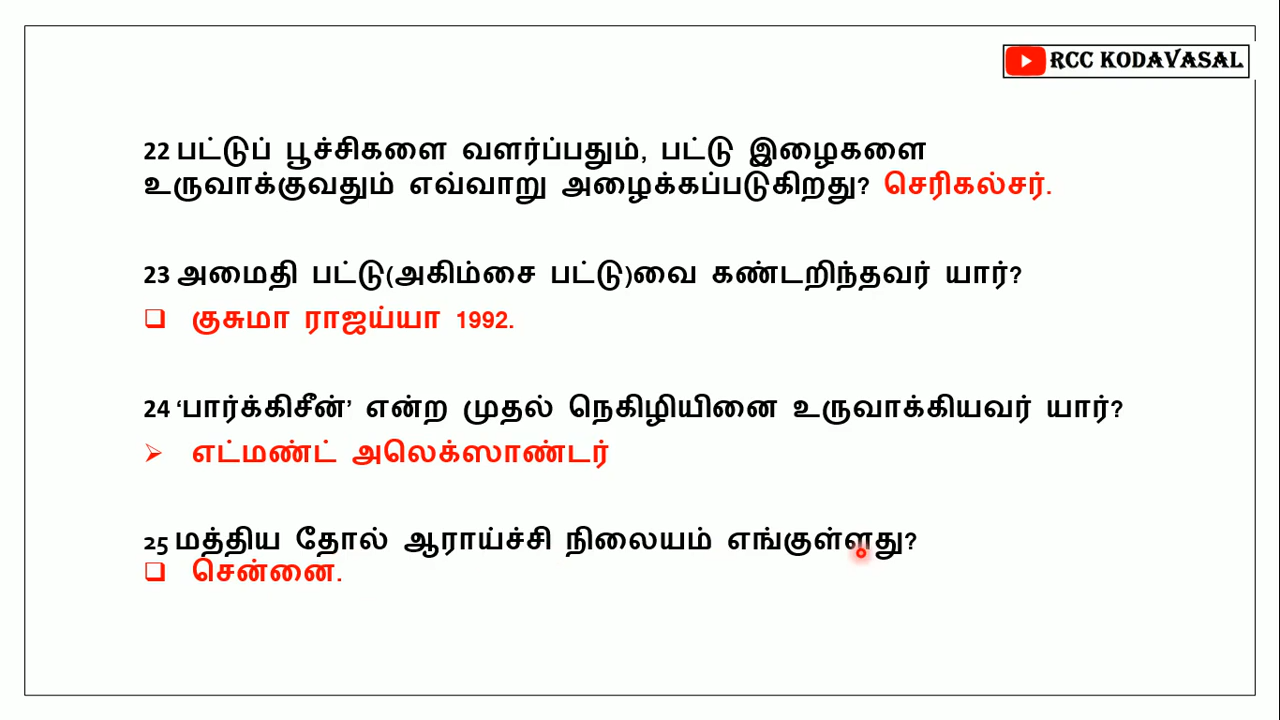 RCC KODAVASAL
22 பட்டுப் பூச்சிகளை வளர்ப்பதும், பட்டு இழைகளை
உருவாக்குவதும் எவ்வாறு அழைக்கப்படுகிறது? செரிகல்சர்.
23 அமைதி பட்டு(அகிம்சை பட்டு)வை கண்டறிந்தவர் யார்?
குசுமா ராஜய்யா 1992.
24 ‘பார்க்கிசீன்’ என்ற முதல் நெகிழியினை உருவாக்கியவர் யார்?
எட்மண்ட் அலெக்ஸாண்டர்
25 மத்திய தோல் ஆராய்ச்சி நிலையம் எங்குள்ளது?
சென்னை.